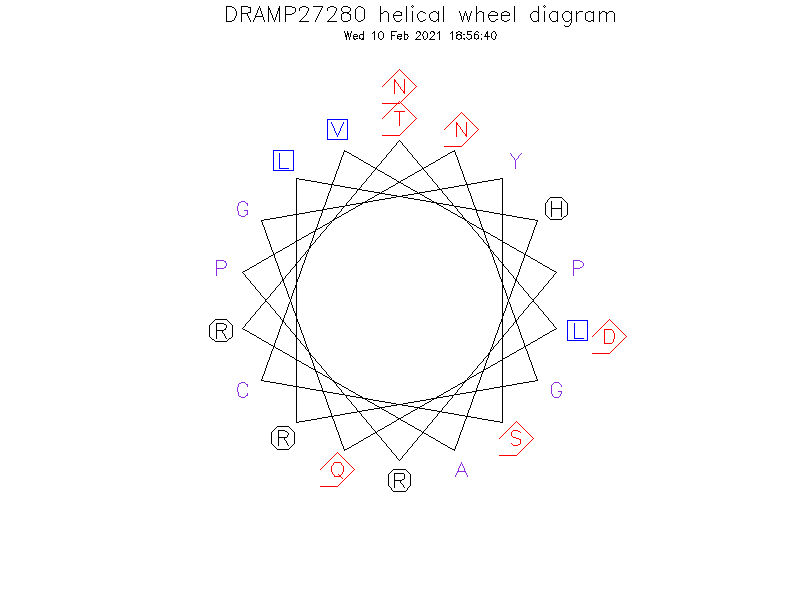 DRAMP27280 helical wheel diagram
Wed 10 Feb 2021 18:56:40
N
T
V N
L Y
G H
P P
R L D
C G
R S
Q R A